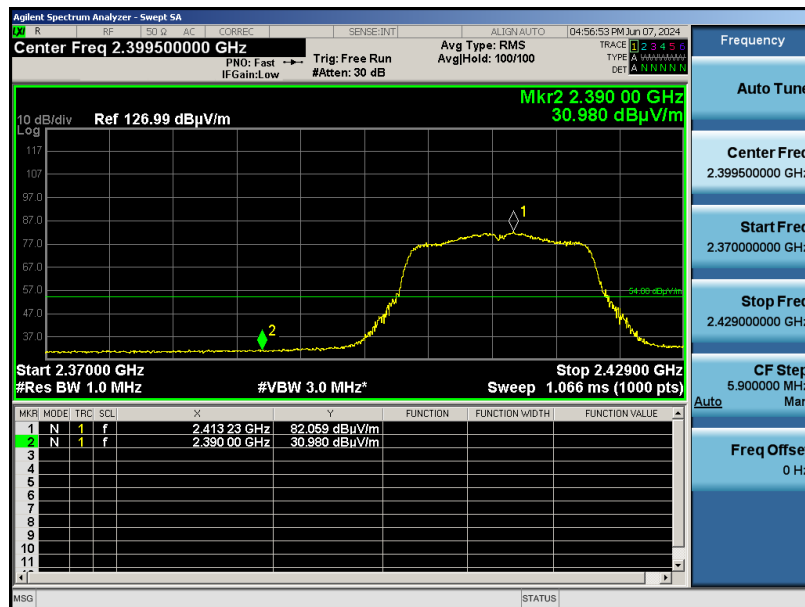 Agilent Spectrum Analyzer - Swept SA
LXI R RF 50 Ω AC CORREC SENSE:INT ALIGN AUTO 04:56:53 PM Jun 07, 2024
Center Freq 2.399500000 GHz
PNO: Fast
IFGain:Low
Trig: Free Run
#Atten: 30 dB
Avg Type: RMS
Avg|Hold: 100/100
TRACE 1 2 3 4 5 6
TYPE A WWWWW
DET A N N N N N
Mkr2 2.390 00 GHz
30.980 dBµV/m
10 dB/div Ref 126.99 dBµV/m
Log
117
107
97.0
87.0
77.0
67.0
57.0
47.0
37.0
1
2
54.00 dBµV/m
Start 2.37000 GHz Stop 2.42900 GHz
#Res BW 1.0 MHz #VBW 3.0 MHz* Sweep 1.066 ms (1000 pts)
MKR MODE TRC SCL X Y FUNCTION FUNCTION WIDTH FUNCTION VALUE
1 N 1 f 2.413 23 GHz 82.059 dBµV/m
2 N 1 f 2.390 00 GHz 30.980 dBµV/m
3
4
5
6
7
8
9
10
11
MSG STATUS
Frequency
Auto Tune
Center Freq
2.399500000 GHz
Start Freq
2.370000000 GHz
Stop Freq
2.429000000 GHz
CF Step
5.900000 MHz
Auto Man
Freq Offset
0 Hz